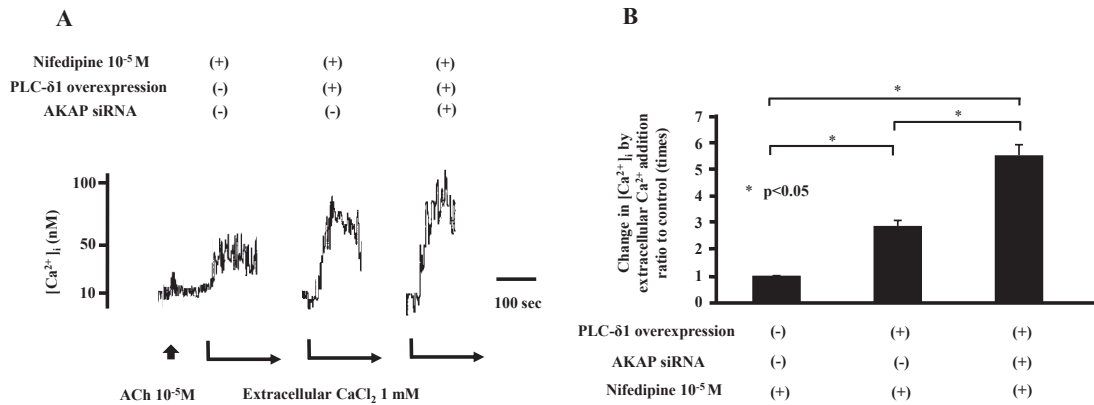 A
Nifedipine 10⁻⁵ M (+) (+) (+)
PLC-δ1 overexpression (-) (+) (+)
AKAP siRNA (-) (-) (+)
[Ca²⁺]ᵢ (nM)
100
50
10
100 sec
ACh 10⁻⁵M
Extracellular CaCl₂ 1 mM
B
Change in [Ca²⁺]ᵢ by
extracellular Ca²⁺ addition
ratio to control (times)
7
6
5
4
3
2
1
0
*
*
*
* p<0.05
PLC-δ1 overexpression (-) (+) (+)
AKAP siRNA (-) (-) (+)
Nifedipine 10⁻⁵ M (+) (+) (+)